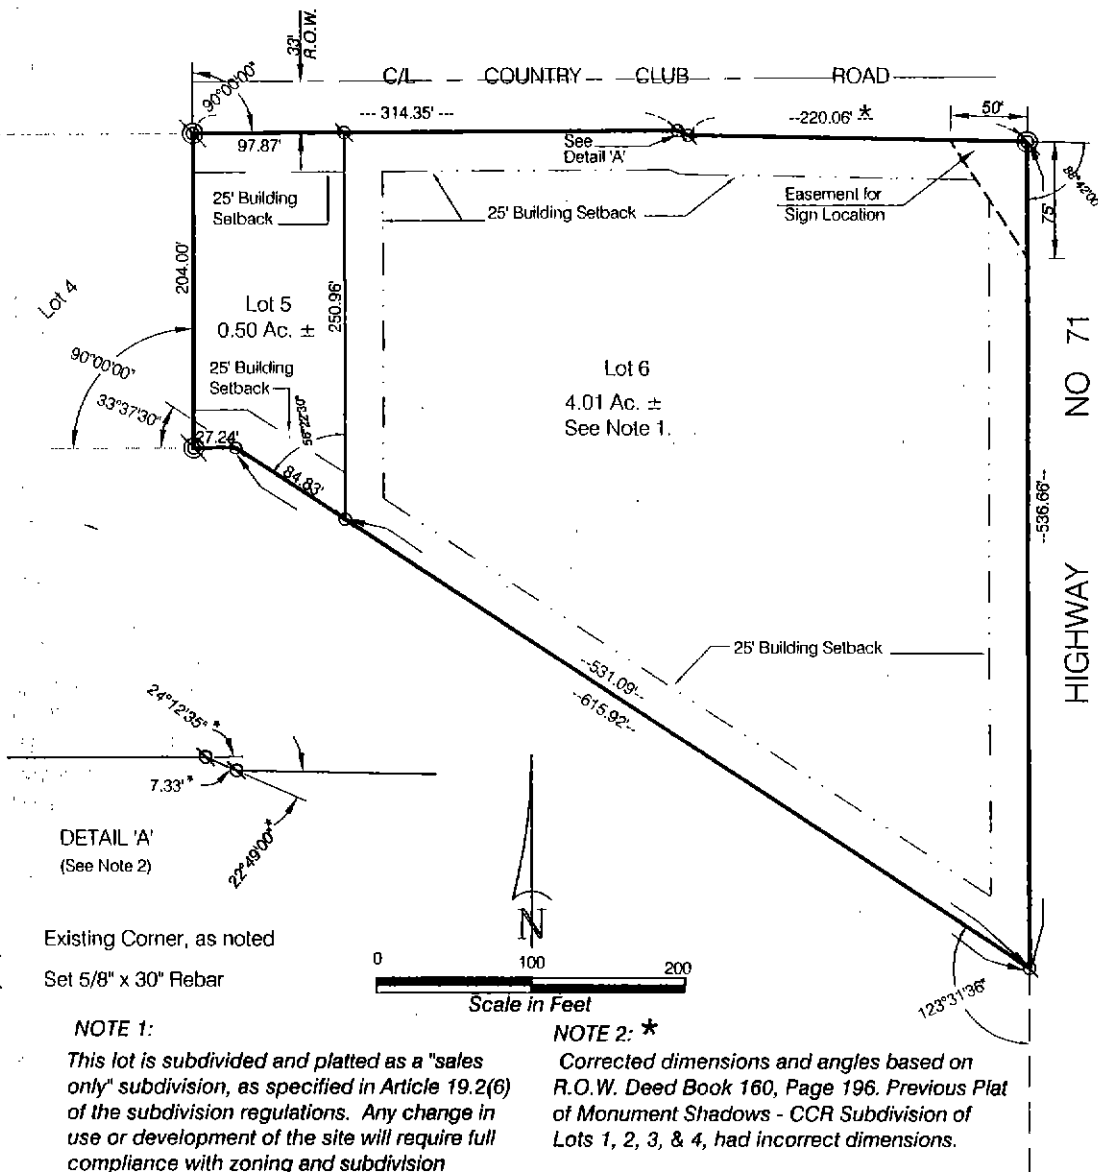 33'
R.O.W.
C/L COUNTRY CLUB ROAD
90°00'00"
--- 314.35' ---
--220.06' * --
50'
97.87'
See
Detail 'A'
25' Building
Setback
25' Building Setback
Easement for
Sign Location
75'
204.00'
250.96'
Lot 4
Lot 5
0.50 Ac. ±
90°00'00"
33°37'30"
25' Building
Setback
27.24'
84.83'
Lot 6
4.01 Ac. ±
See Note 1.
HIGHWAY NO 71
--536.66'--
25' Building Setback
--531.09'--
--615.92'--
24°12'35" *
7.33' *
22°49'00" *
DETAIL 'A'
(See Note 2)
N
Existing Corner, as noted
Set 5/8" x 30" Rebar
0 100 200
Scale in Feet
123°31'36"
NOTE 1:
This lot is subdivided and platted as a "sales
only" subdivision, as specified in Article 19.2(6)
of the subdivision regulations. Any change in
use or development of the site will require full
compliance with zoning and subdivision
NOTE 2: *
Corrected dimensions and angles based on
R.O.W. Deed Book 160, Page 196. Previous Plat
of Monument Shadows - CCR Subdivision of
Lots 1, 2, 3, & 4, had incorrect dimensions.